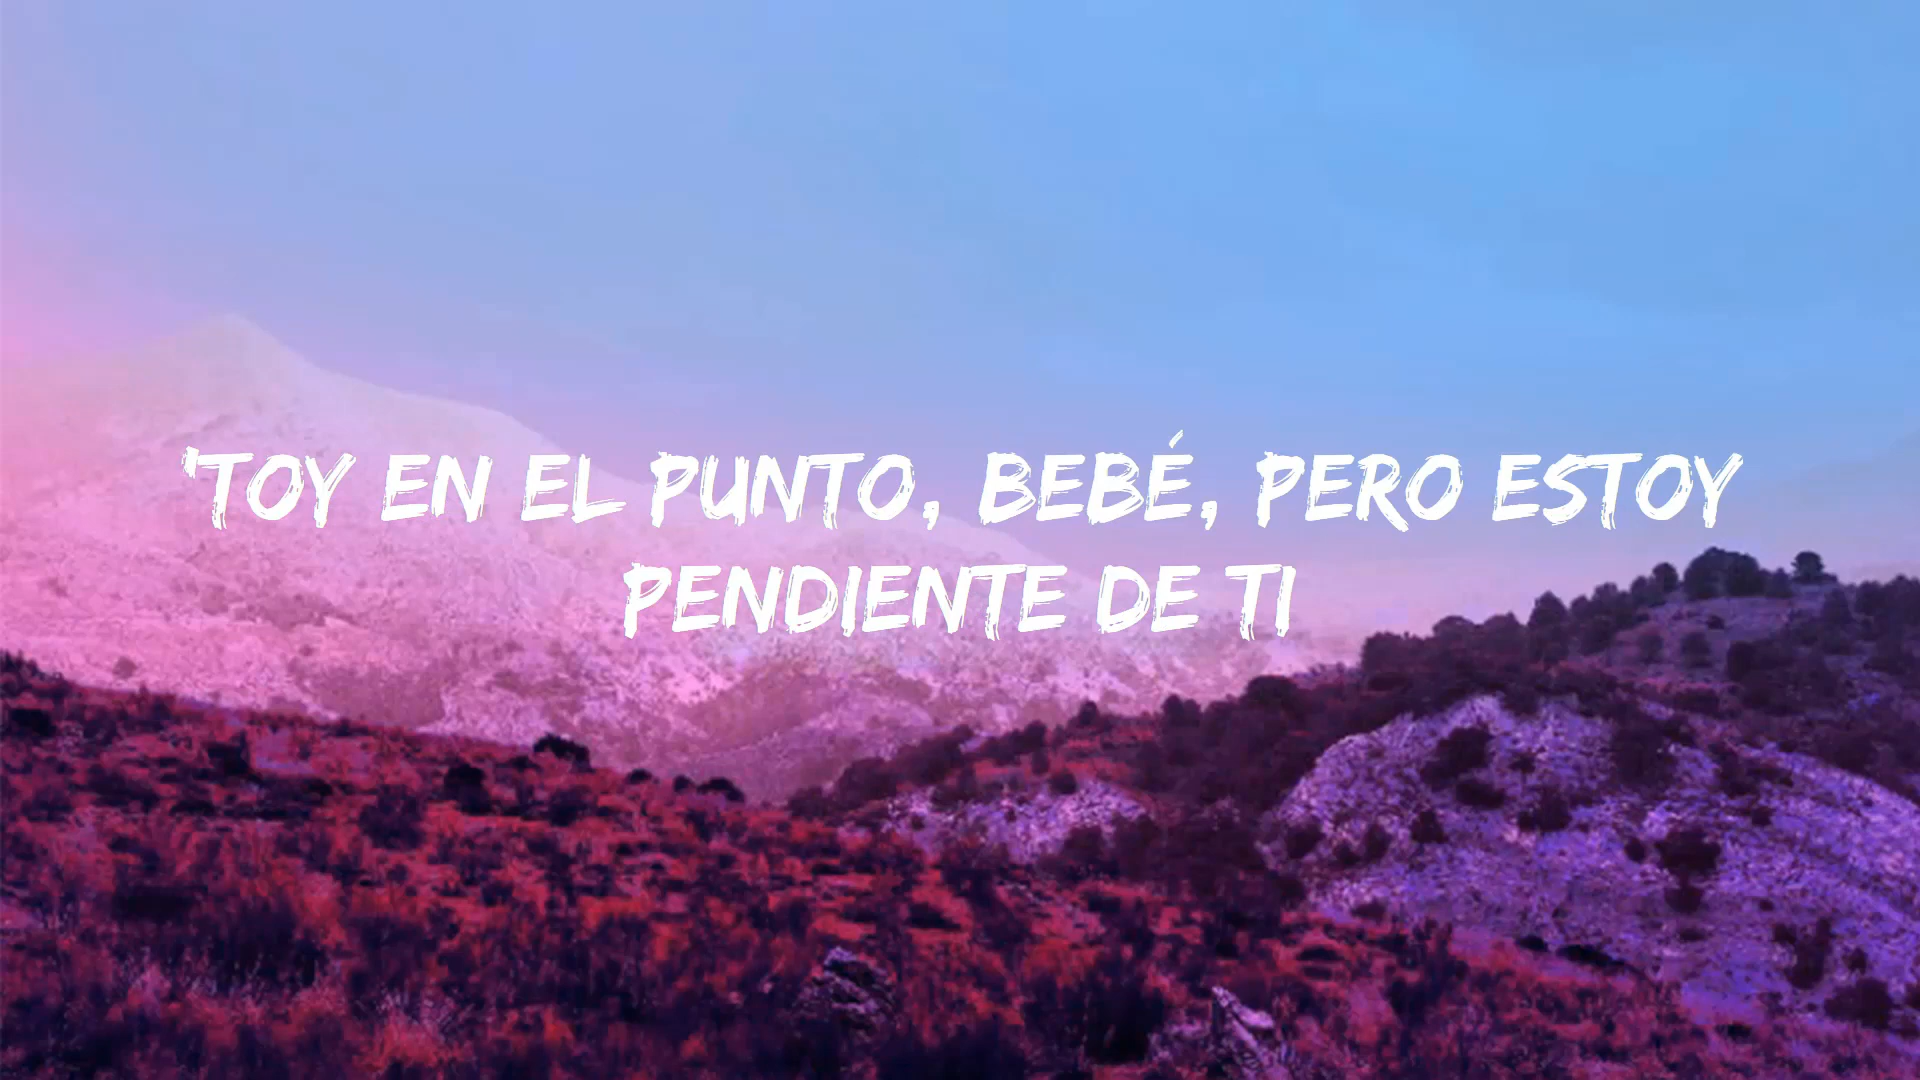 'TOY EN EL PUNTO, BEBÉ, PERO ESTOY
PENDIENTE DE TI